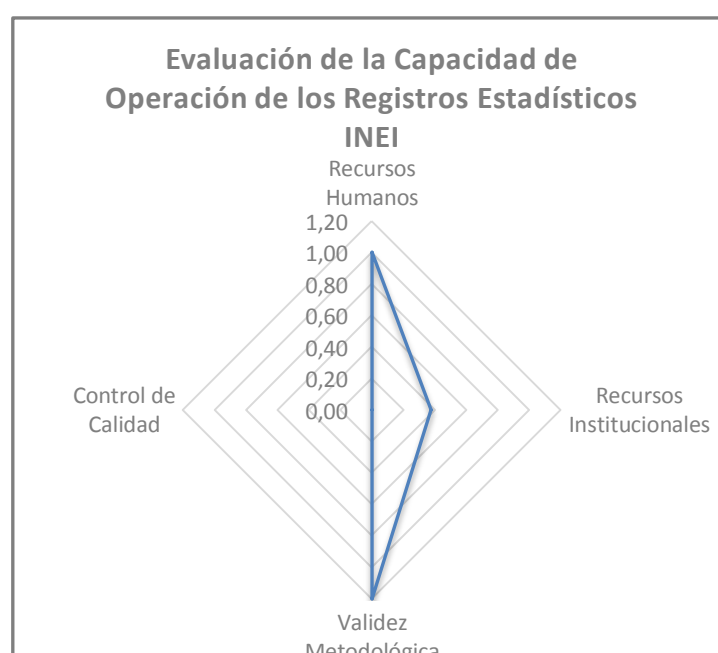 Evaluación de la Capacidad de
Operación de los Registros Estadísticos
INEI
Recursos
Humanos
1,20
1,00
0,80
0,60
0,40
0,20
0,00
Control de
Calidad
Recursos
Institucionales
Validez
Metodológica